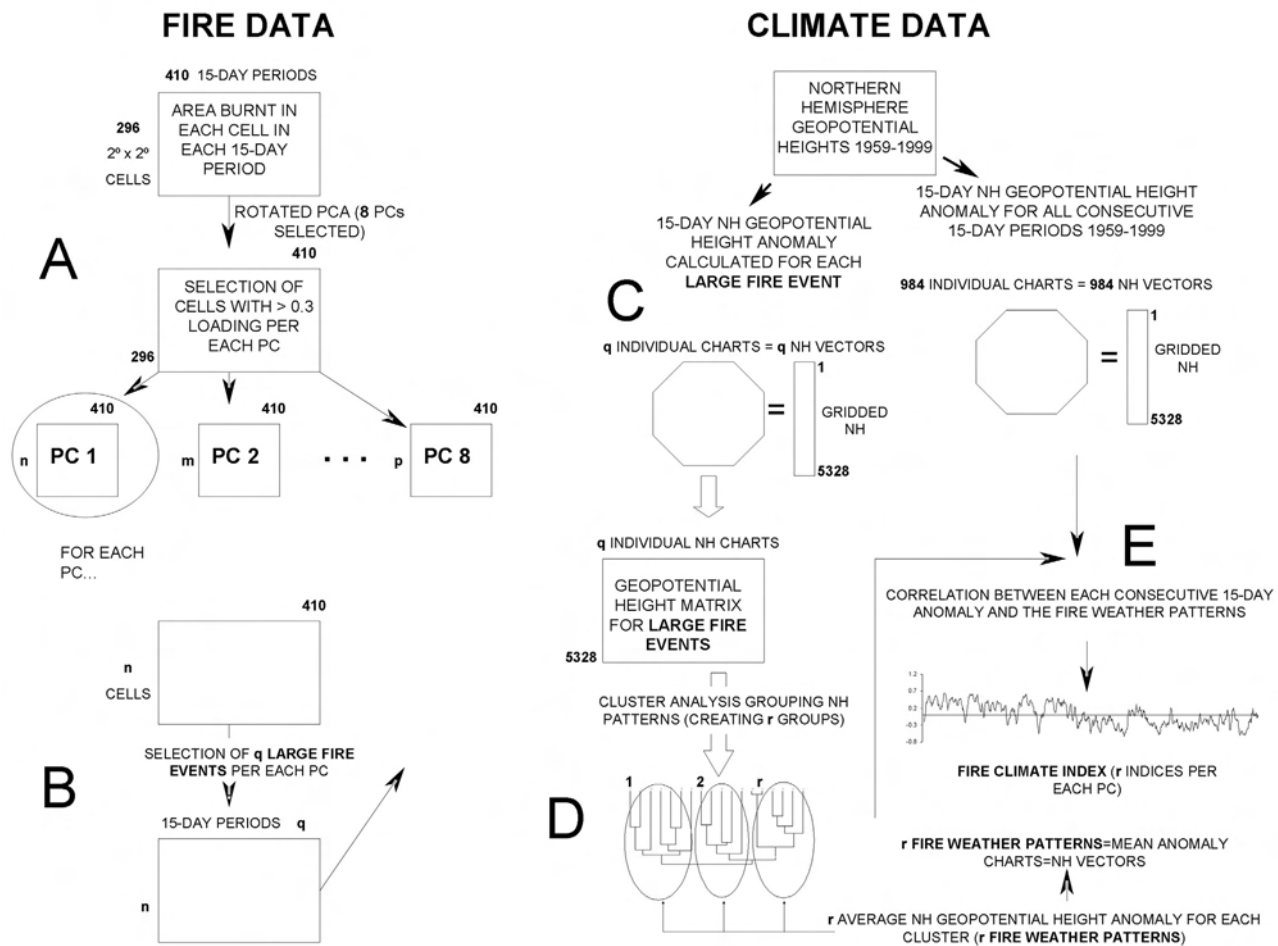 FIRE DATA
410 15-DAY PERIODS
296
2º x 2º
CELLS
AREA BURNT IN
EACH CELL IN
EACH 15-DAY
PERIOD
ROTATED PCA (8 PCs
SELECTED)
A
410
SELECTION OF
CELLS WITH > 0.3
LOADING PER
EACH PC
296
410
n
PC 1
410
m
PC 2
. . .
410
p
PC 8
FOR EACH
PC...
410
n
CELLS
SELECTION OF q LARGE FIRE
EVENTS PER EACH PC
B
15-DAY PERIODS q
n
CLIMATE DATA
NORTHERN
HEMISPHERE
GEOPOTENTIAL
HEIGHTS 1959-1999
15-DAY NH GEOPOTENTIAL
HEIGHT ANOMALY
CALCULATED FOR EACH
LARGE FIRE EVENT
15-DAY NH GEOPOTENTIAL HEIGHT
ANOMALY FOR ALL CONSECUTIVE
15-DAY PERIODS 1959-1999
C
q INDIVIDUAL CHARTS = q NH VECTORS
=
1
GRIDDED
NH
5328
984 INDIVIDUAL CHARTS = 984 NH VECTORS
=
1
GRIDDED
NH
5328
q INDIVIDUAL NH CHARTS
GEOPOTENTIAL
HEIGHT MATRIX
FOR LARGE FIRE
EVENTS
5328
CLUSTER ANALYSIS GROUPING NH
PATTERNS (CREATING r GROUPS)
D
1
2
r
E
CORRELATION BETWEEN EACH CONSECUTIVE 15-DAY
ANOMALY AND THE FIRE WEATHER PATTERNS
1.2
0.7
0.2
-0.3
-0.8
FIRE CLIMATE INDEX (r INDICES PER
EACH PC)
r FIRE WEATHER PATTERNS=MEAN ANOMALY
CHARTS=NH VECTORS
r AVERAGE NH GEOPOTENTIAL HEIGHT ANOMALY FOR EACH
CLUSTER (r FIRE WEATHER PATTERNS)